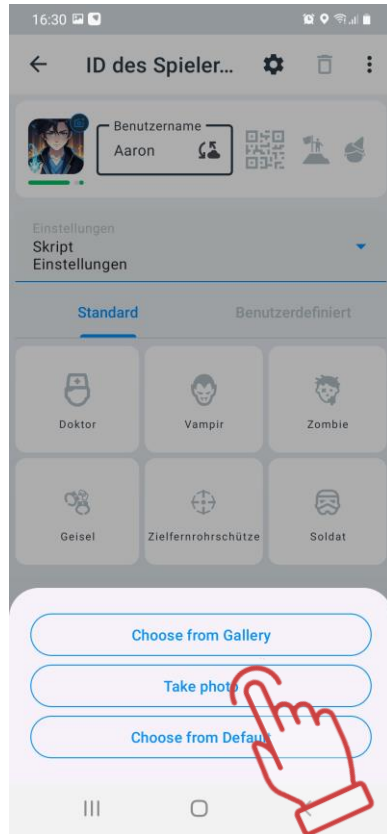 16:30
ID des Spieler...
Benutzername
Aaron
Einstellungen
Skript
Einstellungen
Standard
Benutzerdefiniert
Doktor
Vampir
Zombie
Geisel
Zielfernrohrschütze
Soldat
Choose from Gallery
Take photo
Choose from Default